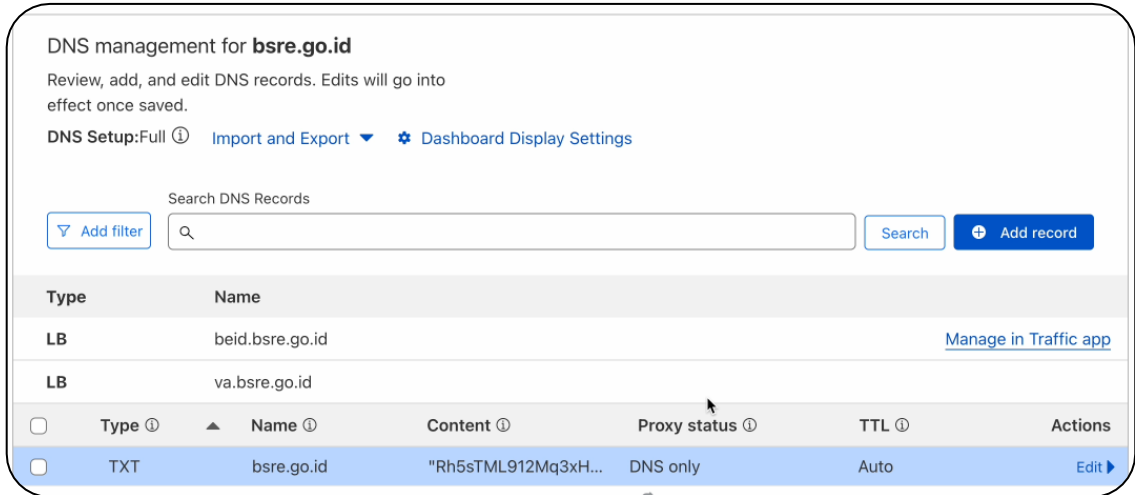 DNS management for bsre.go.id
Review, add, and edit DNS records. Edits will go into
effect once saved.
DNS Setup:Full Import and Export Dashboard Display Settings
Search DNS Records
Add filter Search Add record
Type Name
LB beid.bsre.go.id Manage in Traffic app
LB va.bsre.go.id
Type Name Content Proxy status TTL Actions
TXT bsre.go.id "Rh5sTML912Mq3xH... DNS only Auto Edit